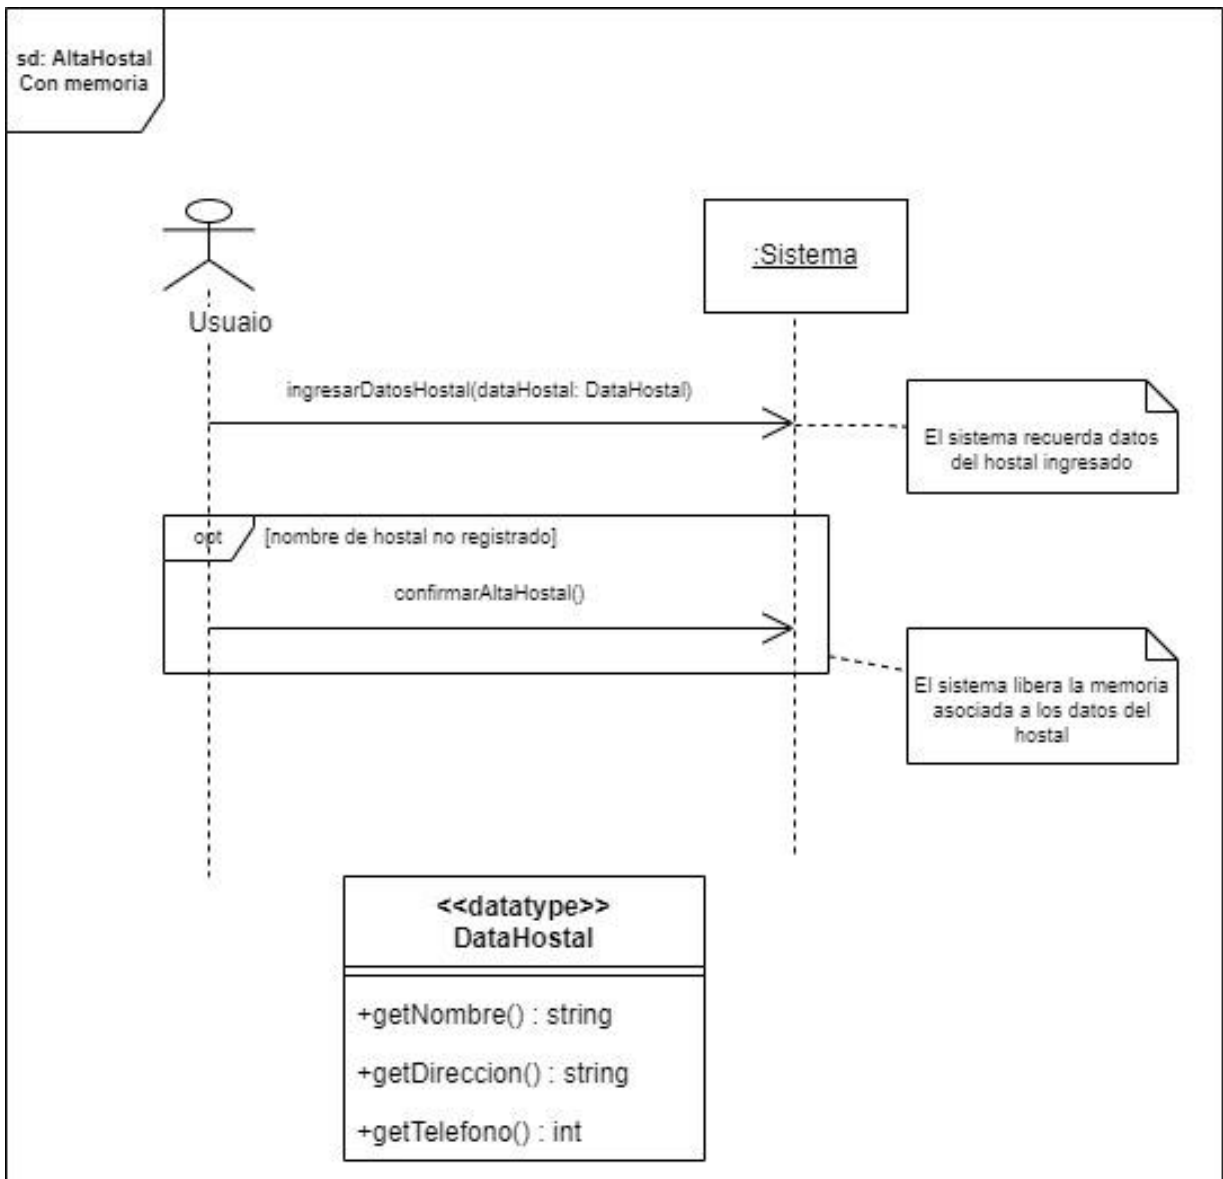 sd: AltaHostal
Con memoria
:Sistema
Usuaio
ingresarDatosHostal(dataHostal: DataHostal)
El sistema recuerda datos
del hostal ingresado
opt
[nombre de hostal no registrado]
confirmarAltaHostal()
El sistema libera la memoria
asociada a los datos del
hostal
<<datatype>>
DataHostal
+getNombre() : string
+getDireccion() : string
+getTelefono() : int